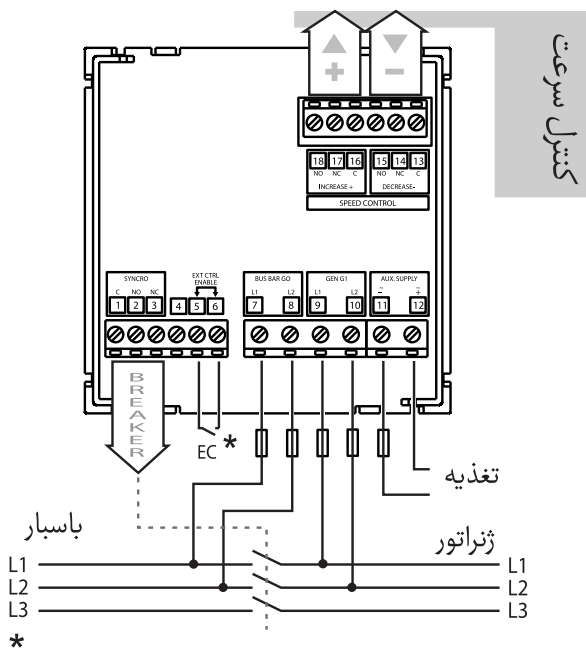 + −
کنترل سرعت
18 17 16 15 14 13
NO NC C NO NC C
INCREASE + DECREASE-
SPEED CONTROL
SYNCRO
EXT CTRL
ENABLE
BUS BAR G0 GEN G1 AUX. SUPPLY
C NO NC L1 L2 L1 L2 ~ − ~ +
1 2 3 4 5 6 7 8 9 10 11 12
BREAKER
EC *
تغذیه
باسبار
ژنراتور
L1 L1
L2 L2
L3 L3
*